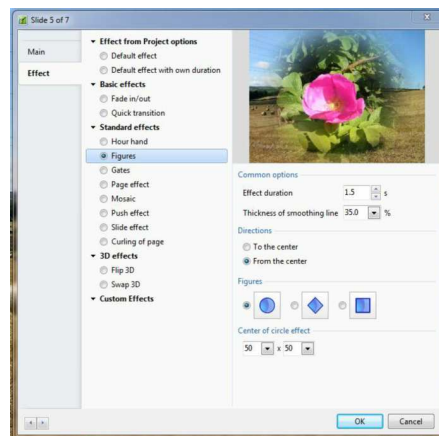 Slide 5 of 7
Main
Effect
Effect from Project options
Default effect
Default effect with own duration
Basic effects
Fade in/out
Quick transition
Standard effects
Hour hand
Figures
Gates
Page effect
Mosaic
Push effect
Slide effect
Curling of page
3D effects
Flip 3D
Swap 3D
Custom Effects
Common options
Effect duration 1.5 s
Thickness of smoothing line 35.0 %
Directions
To the center
From the center
Figures
Center of circle effect
50 x 50
OK Cancel